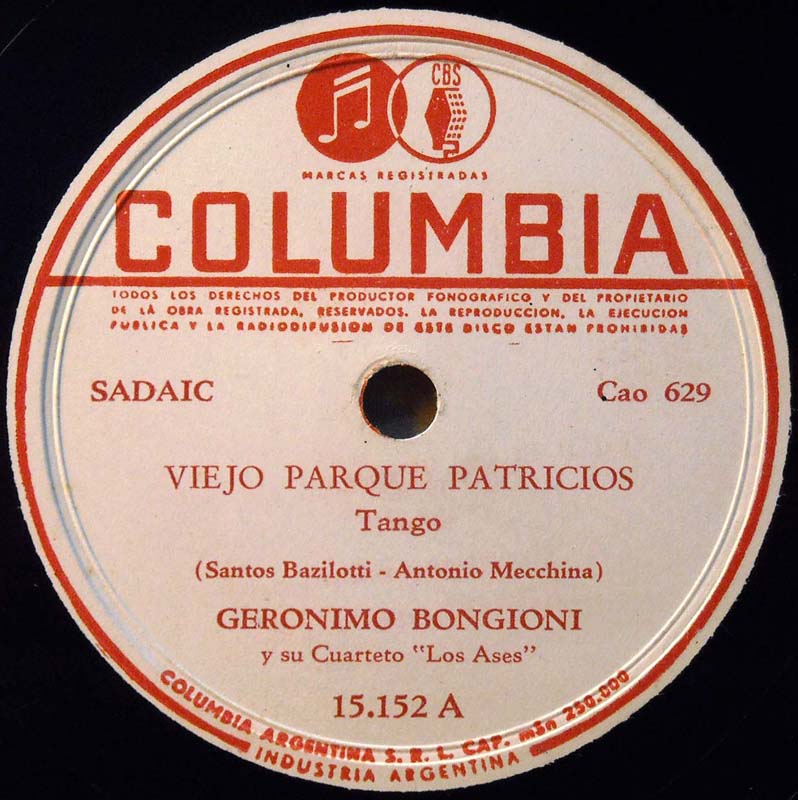 CBS
MARCAS REGISTRADAS
COLUMBIA
TODOS LOS DERECHOS DEL PRODUCTOR FONOGRAFICO Y DEL PROPIETARIO
DE LA OBRA REGISTRADA, RESERVADOS. LA REPRODUCCION, LA EJECUCION
PUBLICA Y LA RADIODIFUSION DE ESTE DISCO ESTAN PROHIBIDAS
SADAIC
Cao 629
VIEJO PARQUE PATRICIOS
Tango
(Santos Bazilotti - Antonio Mecchina)
GERONIMO BONGIONI
y su Cuarteto "Los Ases"
15.152 A
COLUMBIA ARGENTINA S. R. L. CAP. m$n 250.000
INDUSTRIA ARGENTINA